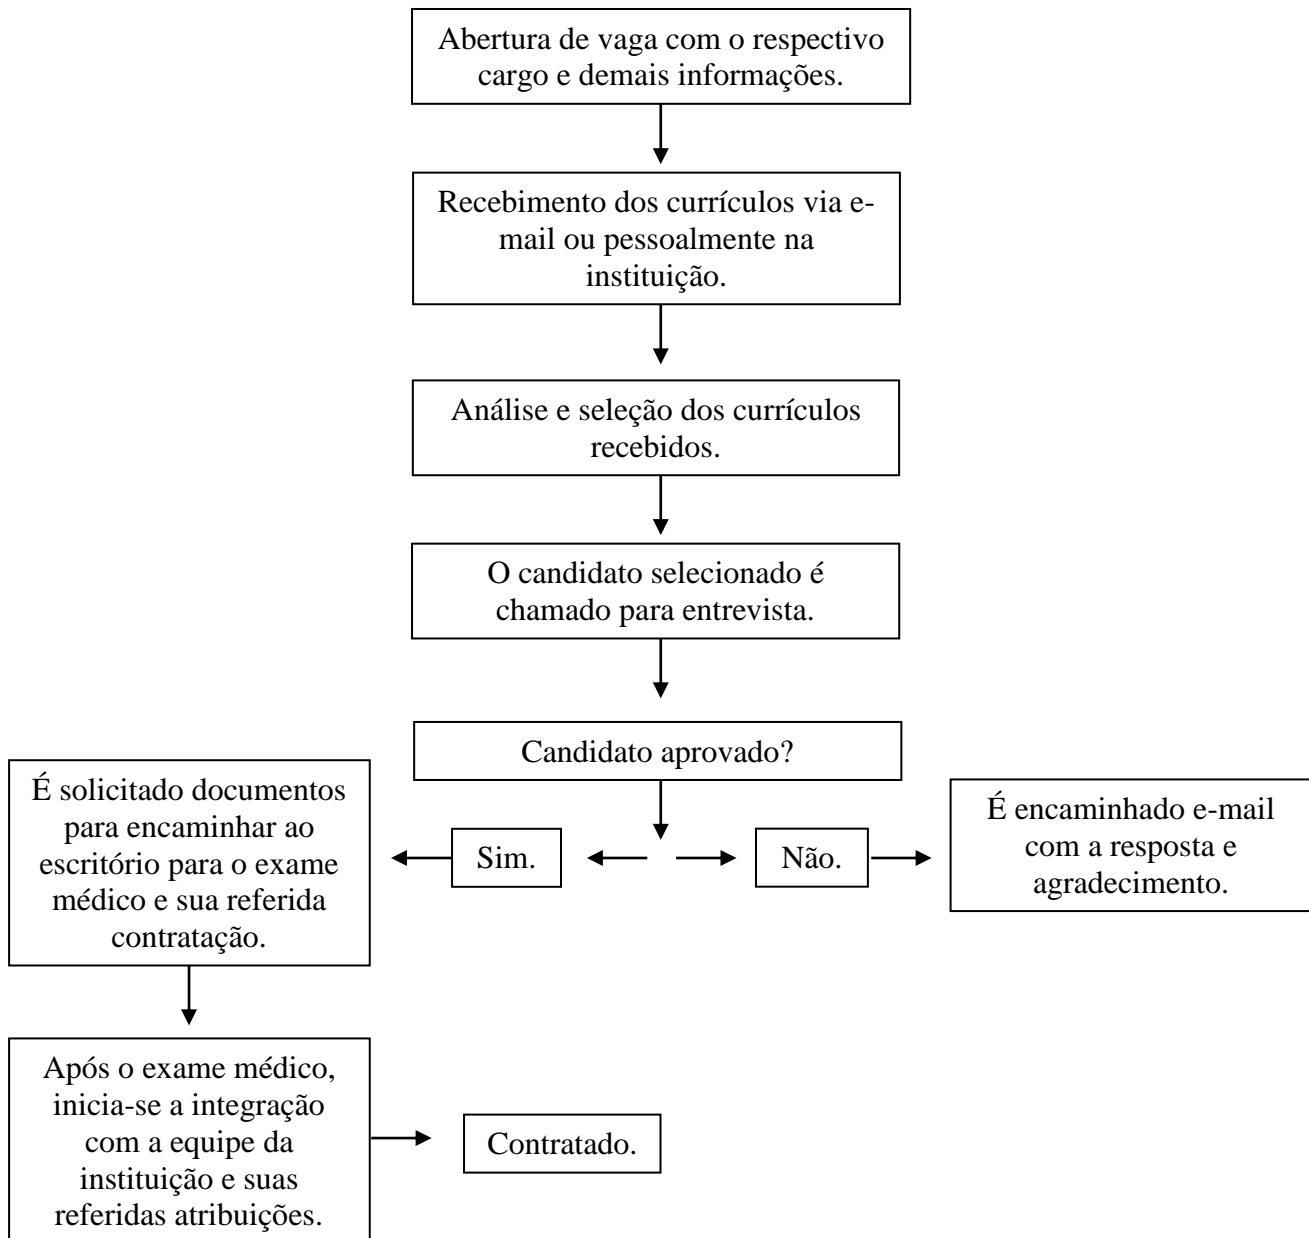 Abertura de vaga com o respectivo
cargo e demais informações.
Recebimento dos currículos via e-
mail ou pessoalmente na
instituição.
Análise e seleção dos currículos
recebidos.
O candidato selecionado é
chamado para entrevista.
Candidato aprovado?
Sim.
Não.
É solicitado documentos
para encaminhar ao
escritório para o exame
médico e sua referida
contratação.
É encaminhado e-mail
com a resposta e
agradecimento.
Após o exame médico,
inicia-se a integração
com a equipe da
instituição e suas
referidas atribuições.
Contratado.